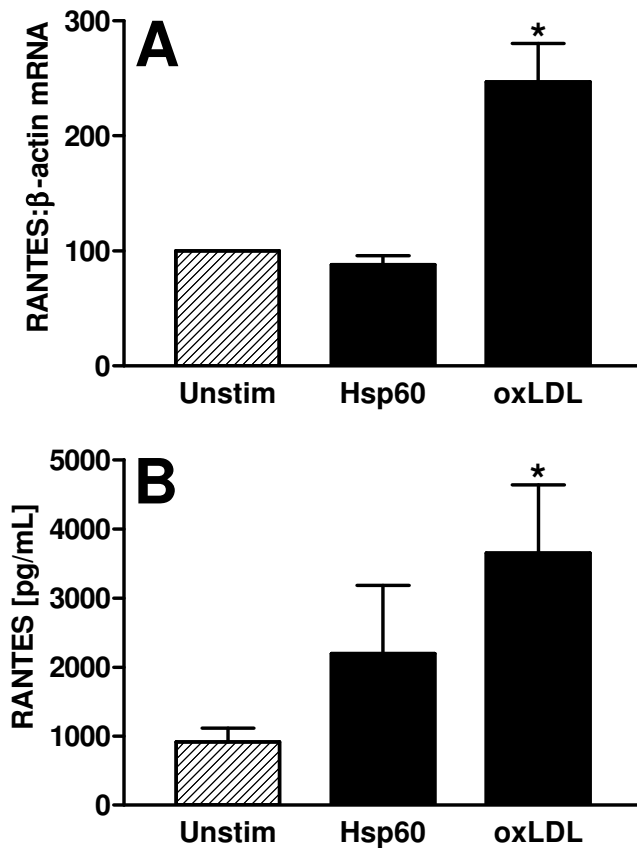 A
RANTES:β-actin mRNA
300
200
100
0
*
Unstim Hsp60 oxLDL
B
RANTES [pg/mL]
5000
4000
3000
2000
1000
0
*
Unstim Hsp60 oxLDL